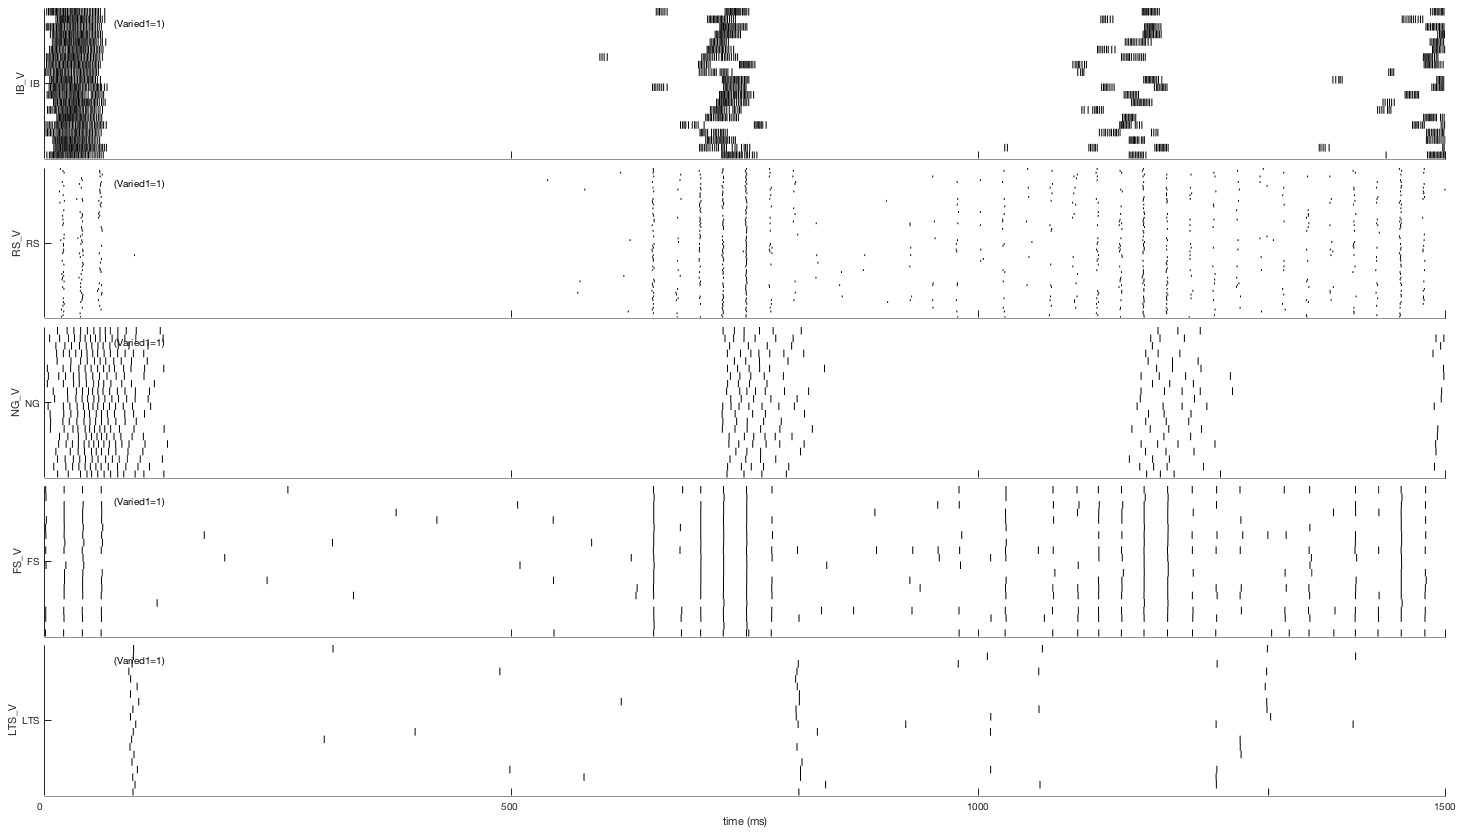 (Varied1=1)
IB_V
IB
(Varied1=1)
RS_V
RS
(Varied1=1)
NG_V
NG
(Varied1=1)
FS_V
FS
(Varied1=1)
LTS_V
LTS
0 500 1000 1500
time (ms)